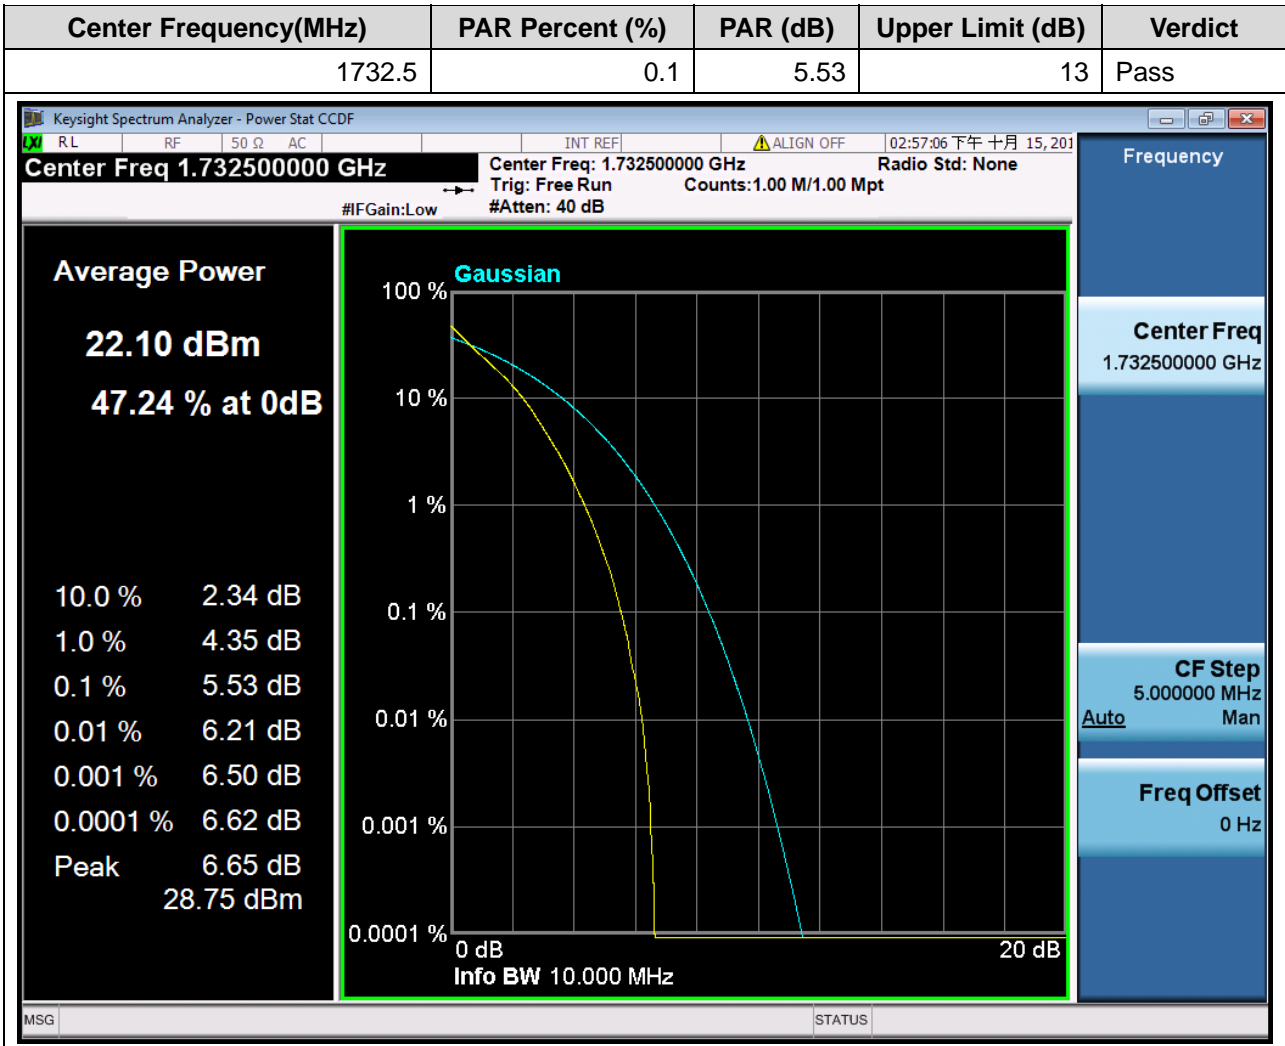 Center Frequency(MHz) PAR Percent (%) PAR (dB) Upper Limit (dB) Verdict
1732.5 0.1 5.53 13 Pass
Keysight Spectrum Analyzer - Power Stat CCDF
LXI RL RF 50 Ω AC INT REF ALIGN OFF 02:57:06 下午 十月 15, 201
Center Freq 1.732500000 GHz
Center Freq: 1.732500000 GHz Radio Std: None
Trig: Free Run Counts:1.00 M/1.00 Mpt
#IFGain:Low #Atten: 40 dB
Average Power
22.10 dBm
47.24 % at 0dB
10.0 % 2.34 dB
1.0 % 4.35 dB
0.1 % 5.53 dB
0.01 % 6.21 dB
0.001 % 6.50 dB
0.0001 % 6.62 dB
Peak 6.65 dB
28.75 dBm
Gaussian
100 %
10 %
1 %
0.1 %
0.01 %
0.001 %
0.0001 %
0 dB 20 dB
Info BW 10.000 MHz
Frequency
Center Freq
1.732500000 GHz
CF Step
5.000000 MHz
Auto Man
Freq Offset
0 Hz
MSG STATUS